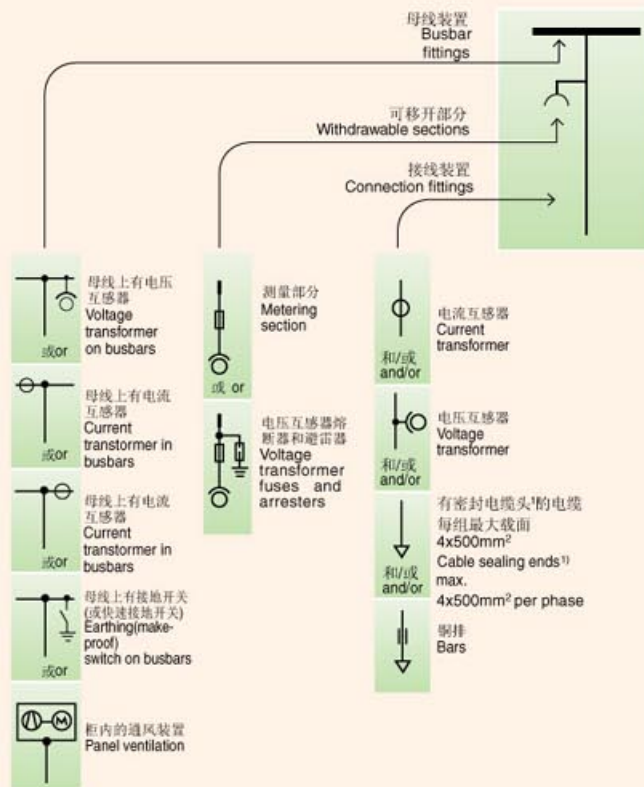 母线装置
Busbar
fittings
可移开部分
Withdrawable sections
接线装置
Connection fittings
母线上有电压
互感器
Voltage
transformer
on busbars
或or
母线上有电流
互感器
Current
transtormer in
busbars
或or
母线上有电流
互感器
Current
transtormer in
busbars
或or
母线上有接地开关
(或快速接地开关)
Earthing(make-
proof)
switch on busbars
或or
M
柜内的通风装置
Panel ventilation
测量部分
Metering
section
或 or
电压互感器熔
断器和避雷器
Voltage
transformer
fuses and
arresters
电流互感器
Current
transformer
和/或
and/or
电压互感器
Voltage
transformer
和/或
and/or
有密封电缆头¹⁾的电缆
每组最大载面
4x500mm²
Cable sealing ends¹⁾
max.
4x500mm² per phase
和/或
and/or
铜排
Bars